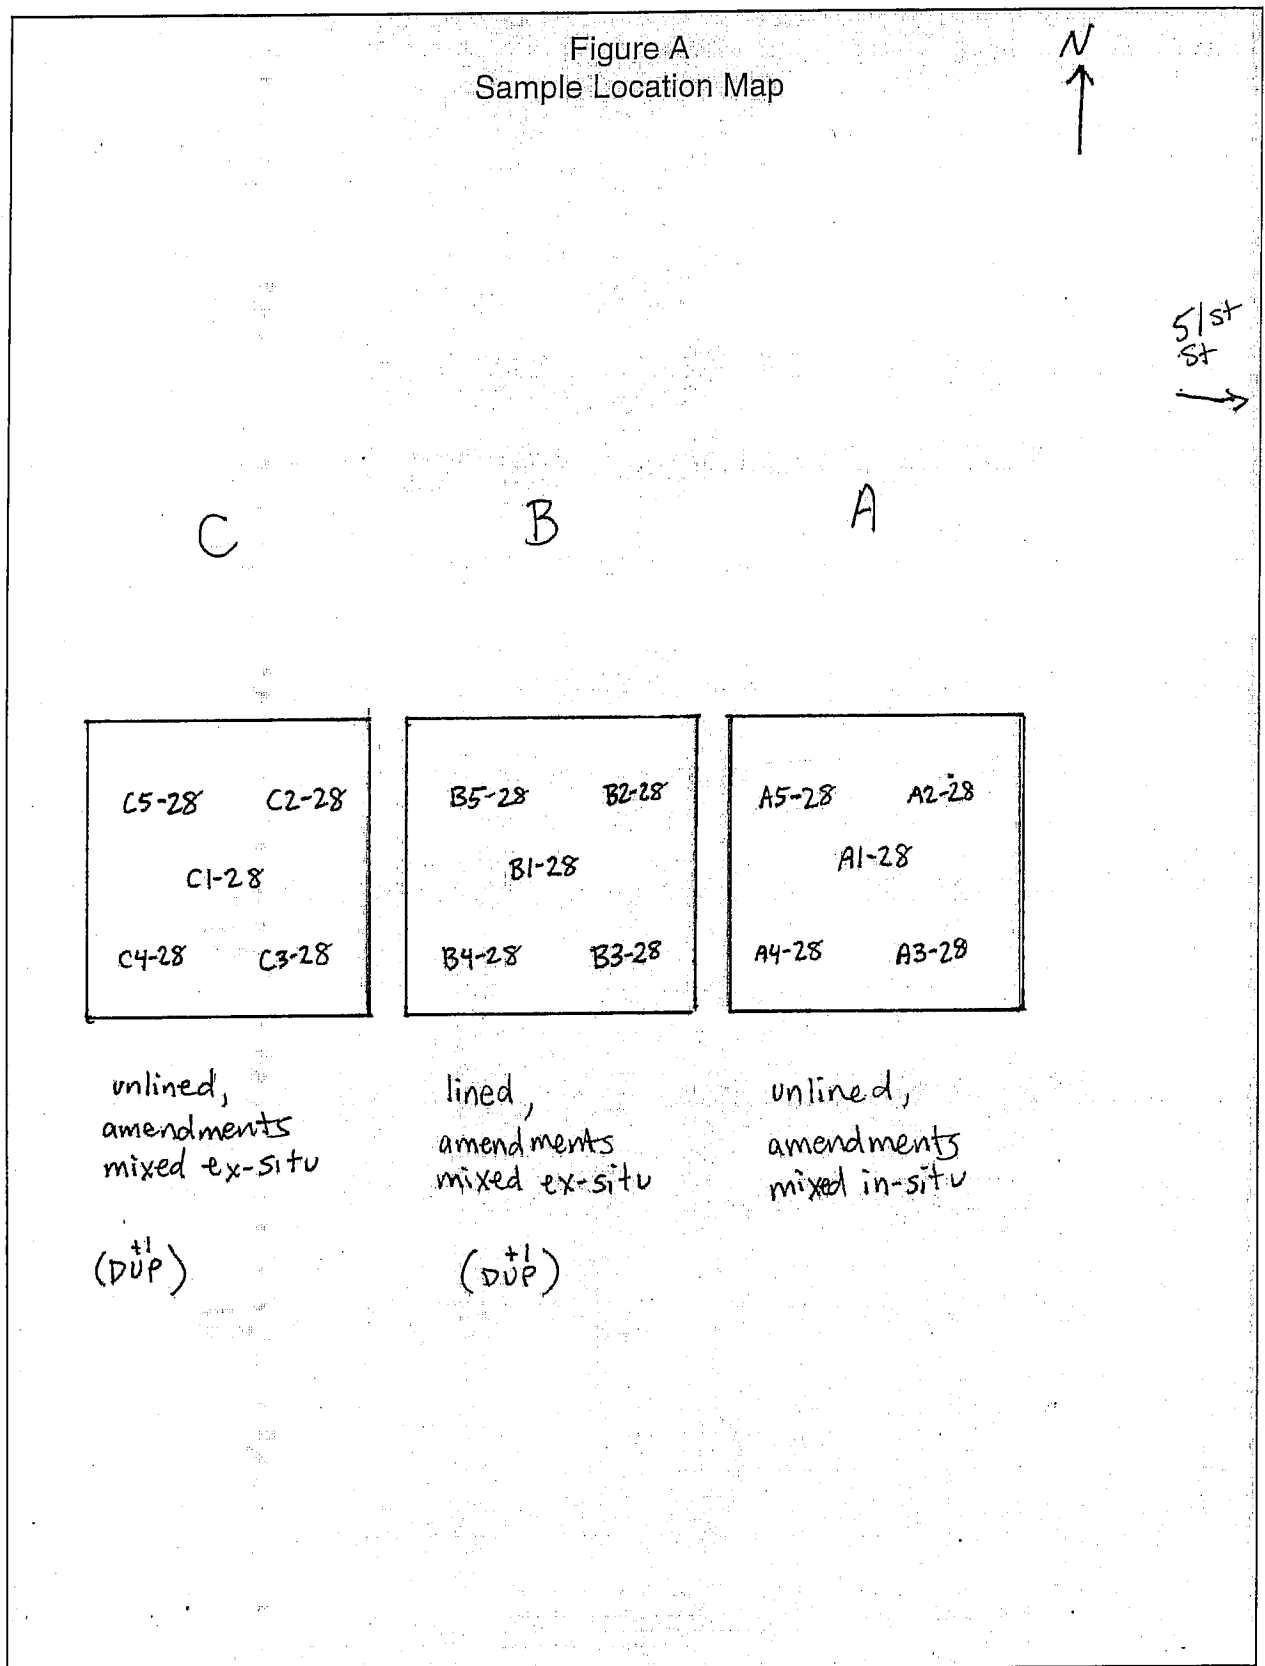 Figure A
Sample Location Map
N
51st
St
C
B
A
C5-28 C2-28
C1-28
C4-28 C3-28
B5-28 B2-28
B1-28
B4-28 B3-28
A5-28 A2-28
A1-28
A4-28 A3-28
unlined,
amendments
mixed ex-situ
(DUP)
+1
lined,
amendments
mixed ex-situ
(DUP)
+1
unlined,
amendments
mixed in-situ